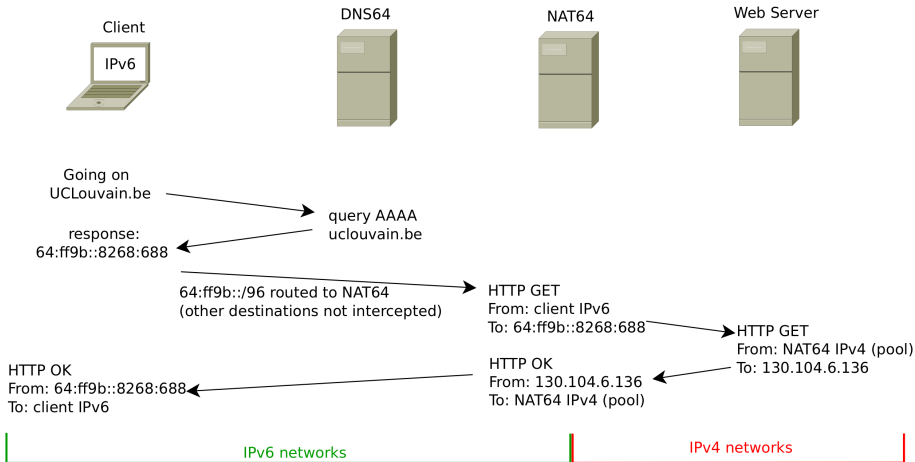 Client
DNS64
NAT64
Web Server
IPv6
Going on
UCLouvain.be
query AAAA
uclouvain.be
response:
64:ff9b::8268:688
64:ff9b::/96 routed to NAT64
(other destinations not intercepted)
HTTP GET
From: client IPv6
To: 64:ff9b::8268:688
HTTP GET
From: NAT64 IPv4 (pool)
To: 130.104.6.136
HTTP OK
From: 130.104.6.136
To: NAT64 IPv4 (pool)
HTTP OK
From: 64:ff9b::8268:688
To: client IPv6
IPv6 networks
IPv4 networks